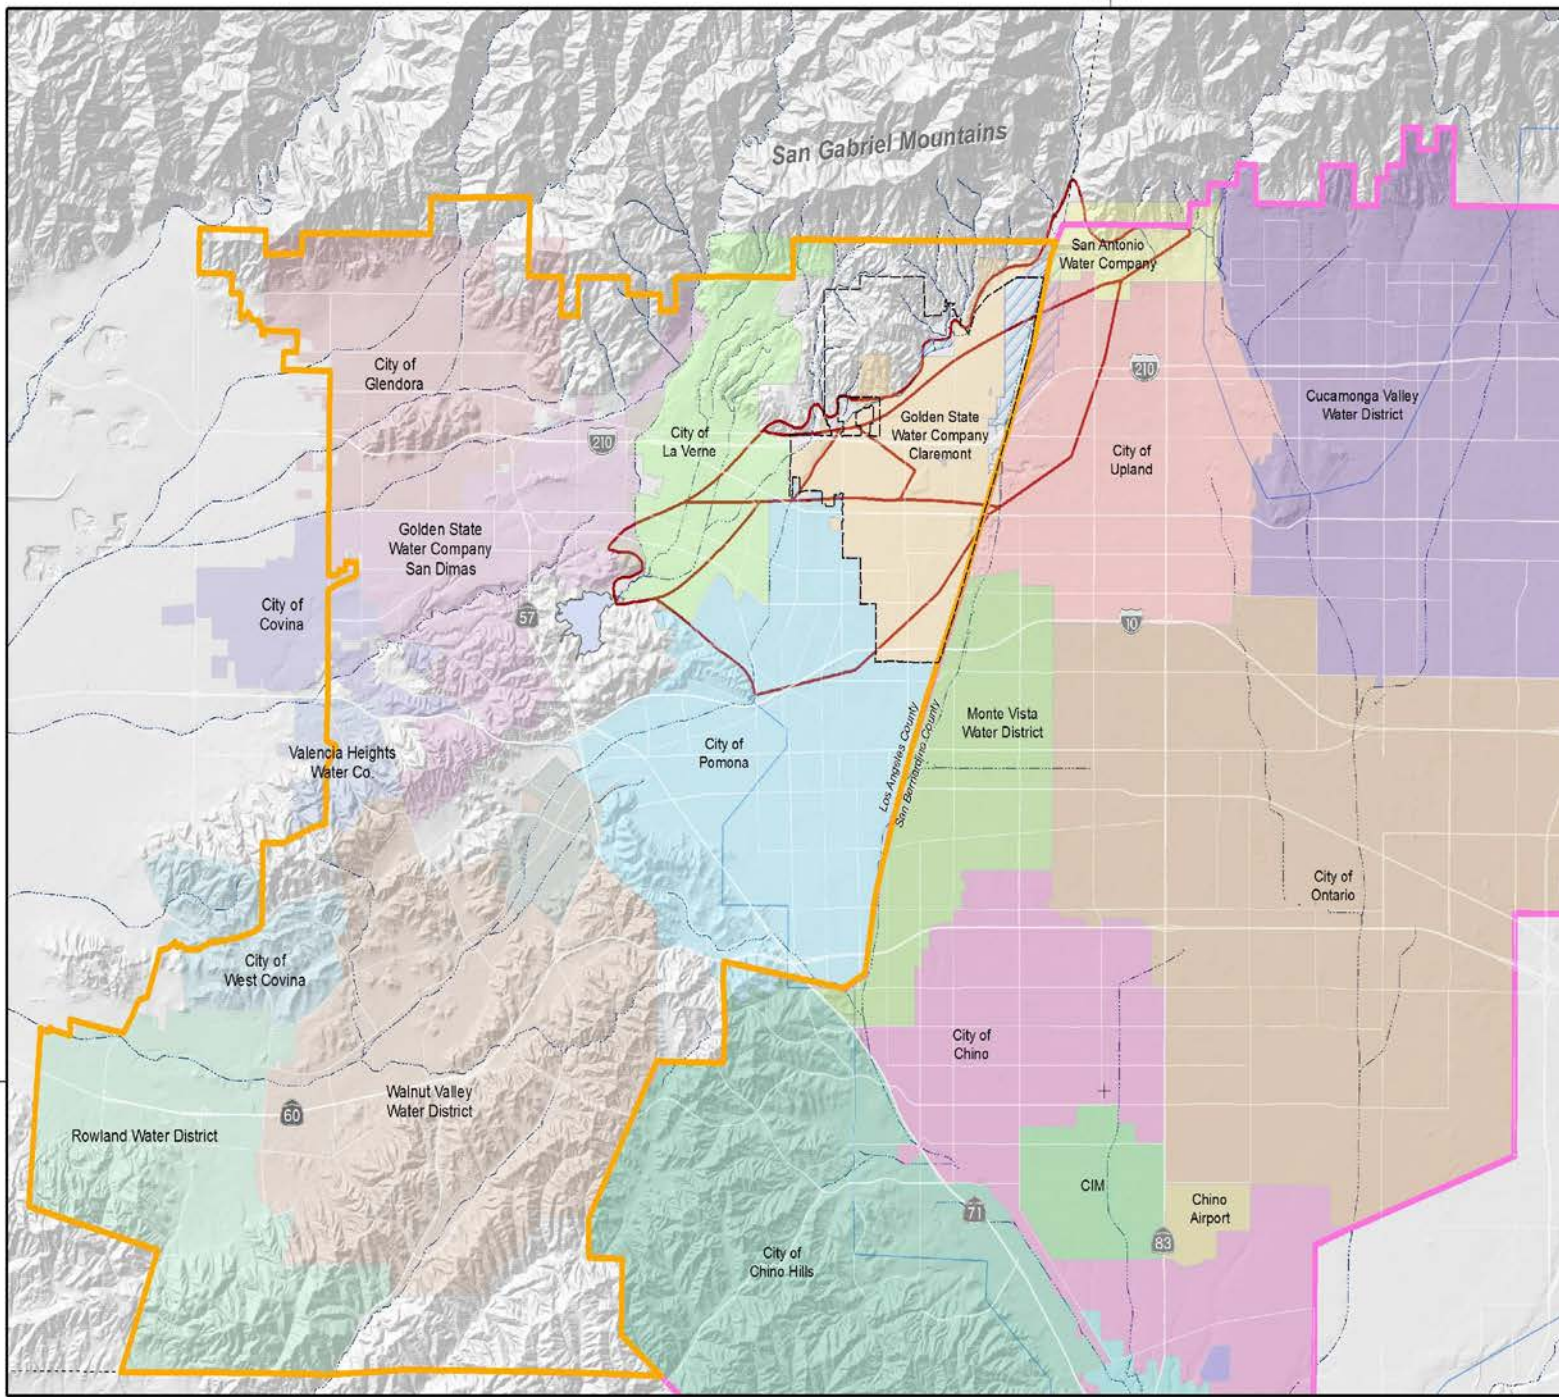 San Gabriel Mountains
San Antonio
Water Company
City of
Glendora
210
Cucamonga Valley
Water District
Golden State
Water Company
Claremont
City of
La Verne
210
City of
Upland
Golden State
Water Company
San Dimas
City of
Covina
57
10
Monte Vista
Water District
Los Angeles County
San Bernardino County
City of
Pomona
Valencia Heights
Water Co.
City of
Ontario
City of
West Covina
City of
Chino
Walnut Valley
Water District
60
Rowland Water District
CIM
Chino
Airport
71
83
City of
Chino Hills